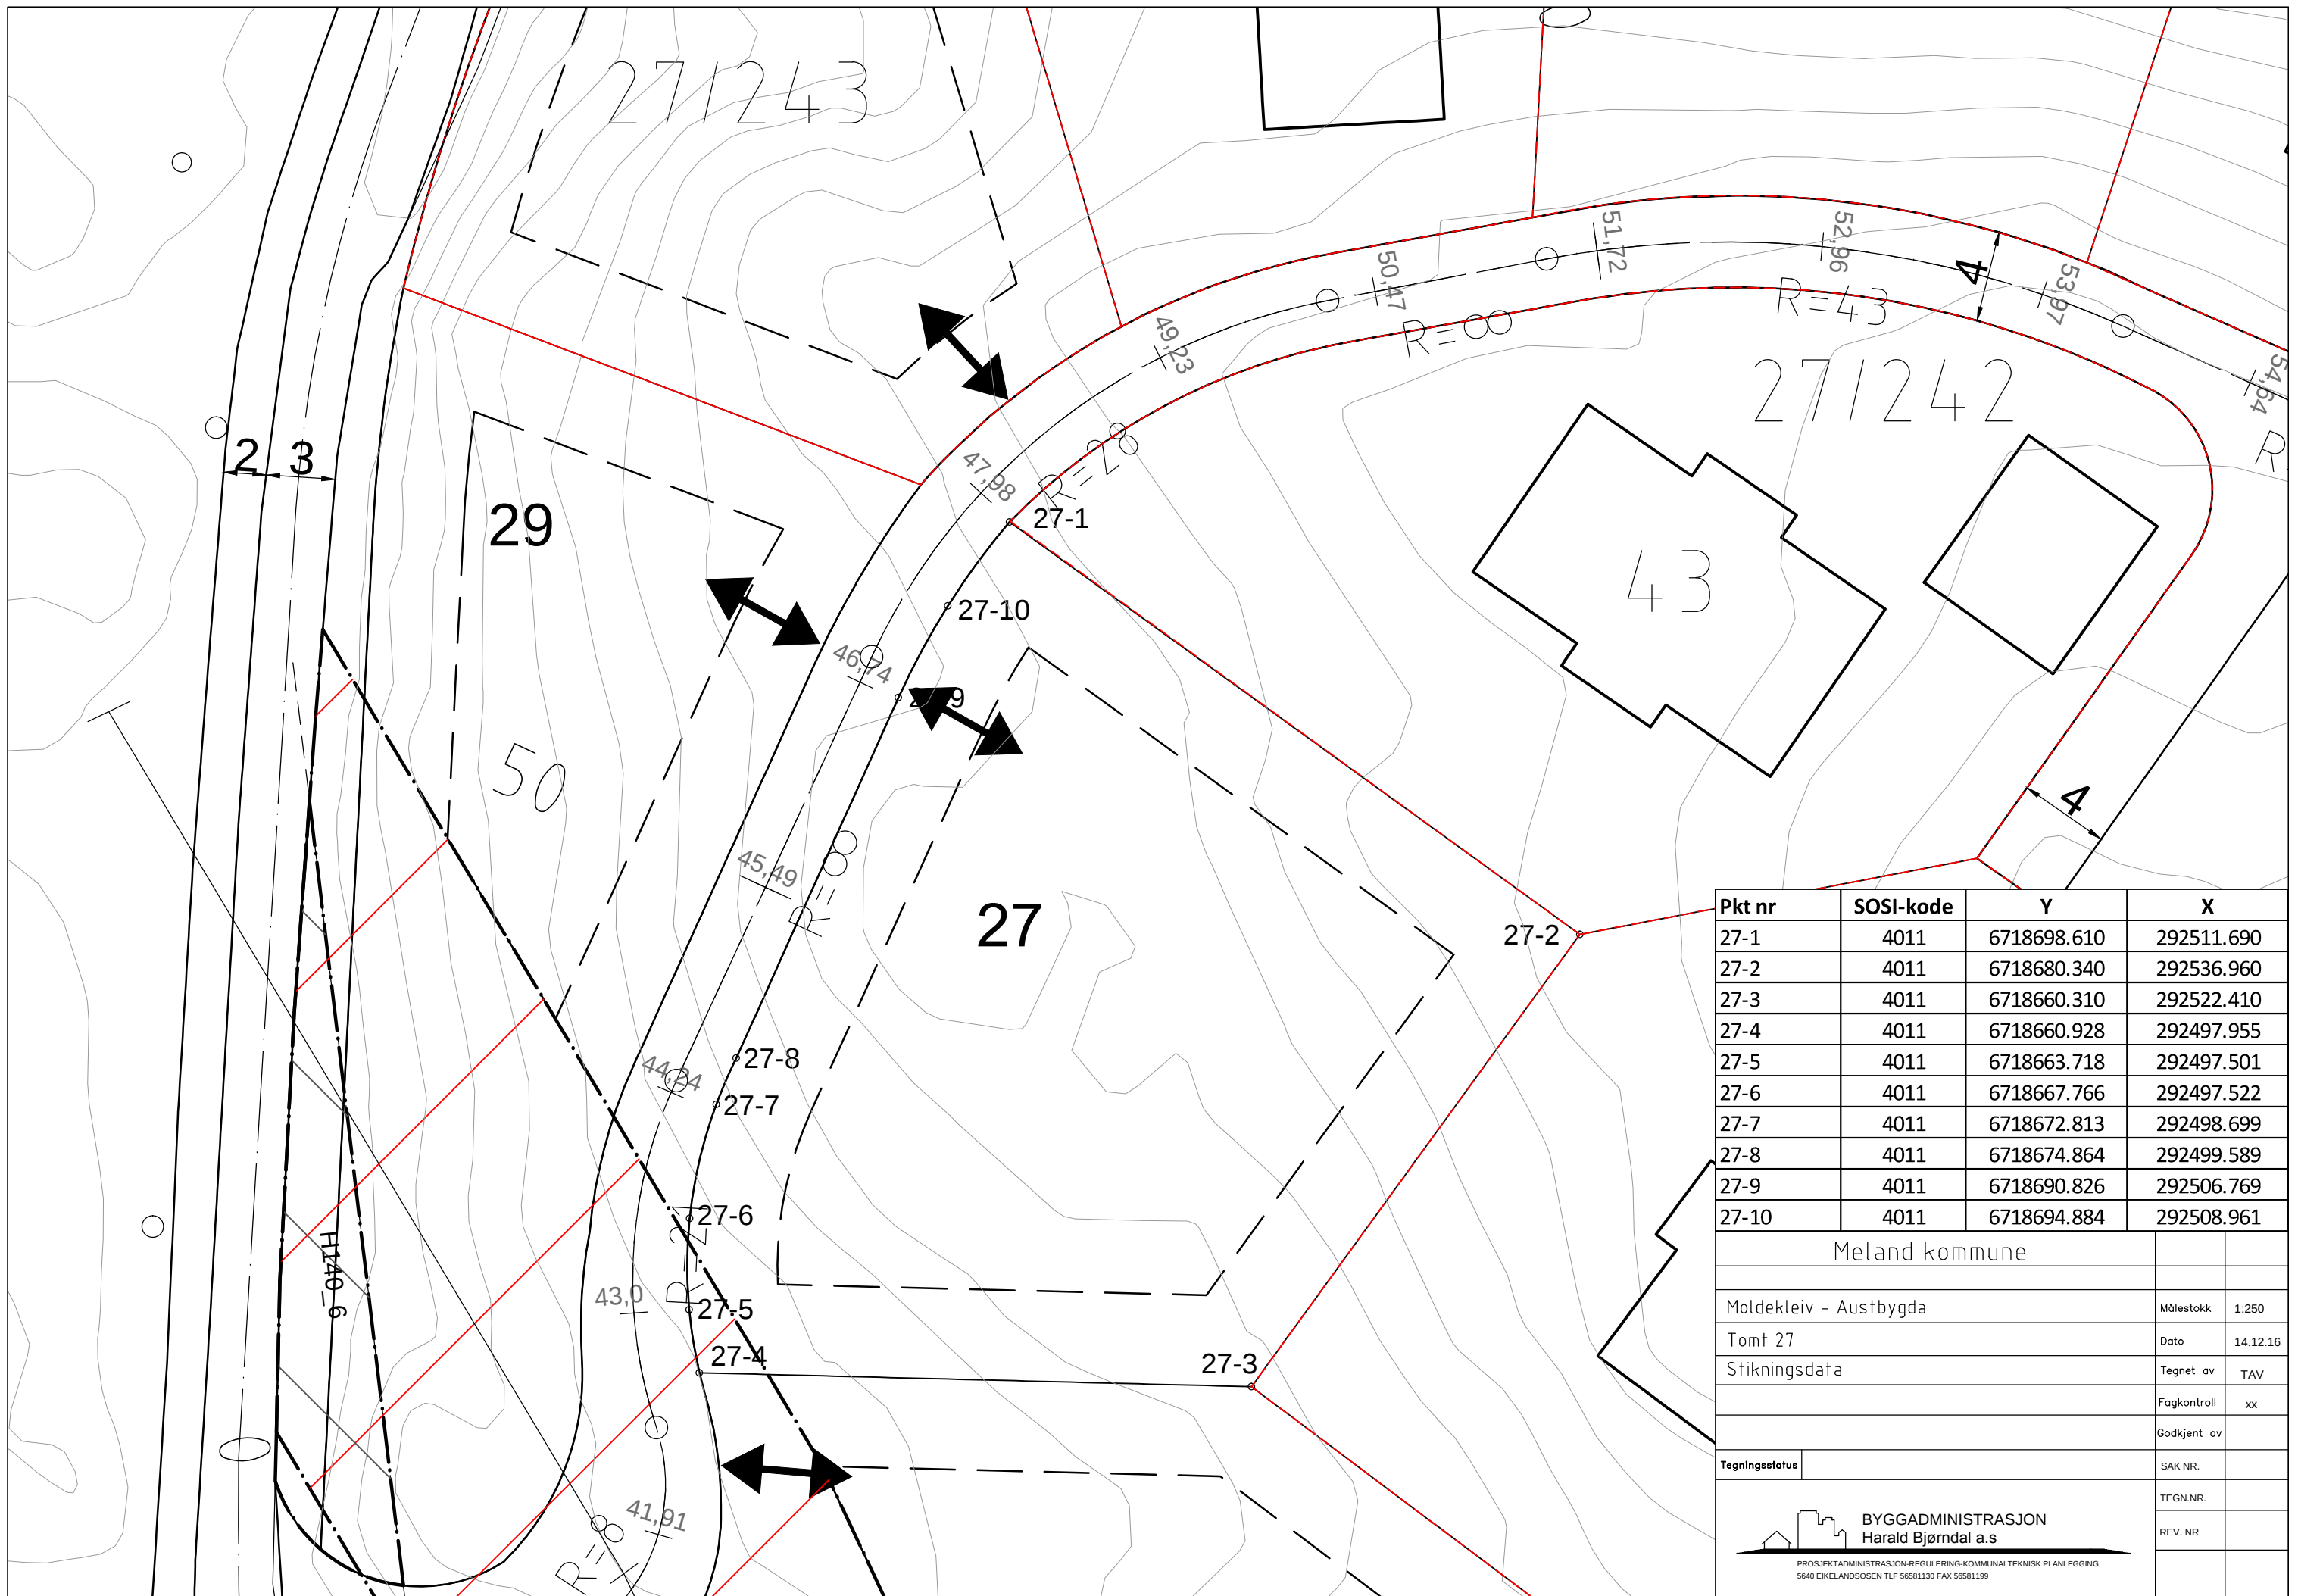 27/243
51,72
52,96
50,47
4
53,97
R=43
R=∞
49,23
27/242
54,64
2
3
R=28
47,98
29
27-1
43
27-10
46,74
50
4
45,49
R=∞
27
27-2
27-8
44,24
27-7
27-6
H140_6
43,0
27-5
27-4
27-3
41,91
R=8
Pkt nr SOSI-kode Y X
27-1 4011 6718698.610 292511.690
27-2 4011 6718680.340 292536.960
27-3 4011 6718660.310 292522.410
27-4 4011 6718660.928 292497.955
27-5 4011 6718663.718 292497.501
27-6 4011 6718667.766 292497.522
27-7 4011 6718672.813 292498.699
27-8 4011 6718674.864 292499.589
27-9 4011 6718690.826 292506.769
27-10 4011 6718694.884 292508.961
Meland kommune
Moldekleiv - Austbygda Målestokk 1:250
Tomt 27 Dato 14.12.16
Stikningsdata Tegnet av TAV
Fagkontroll xx
Godkjent av
Tegningsstatus SAK NR.
TEGN.NR.
REV. NR
BYGGADMINISTRASJON
Harald Bjørndal a.s
PROSJEKTADMINISTRASJON-REGULERING-KOMMUNALTEKNISK PLANLEGGING
5640 EIKELANDSOSEN TLF 56581130 FAX 56581199